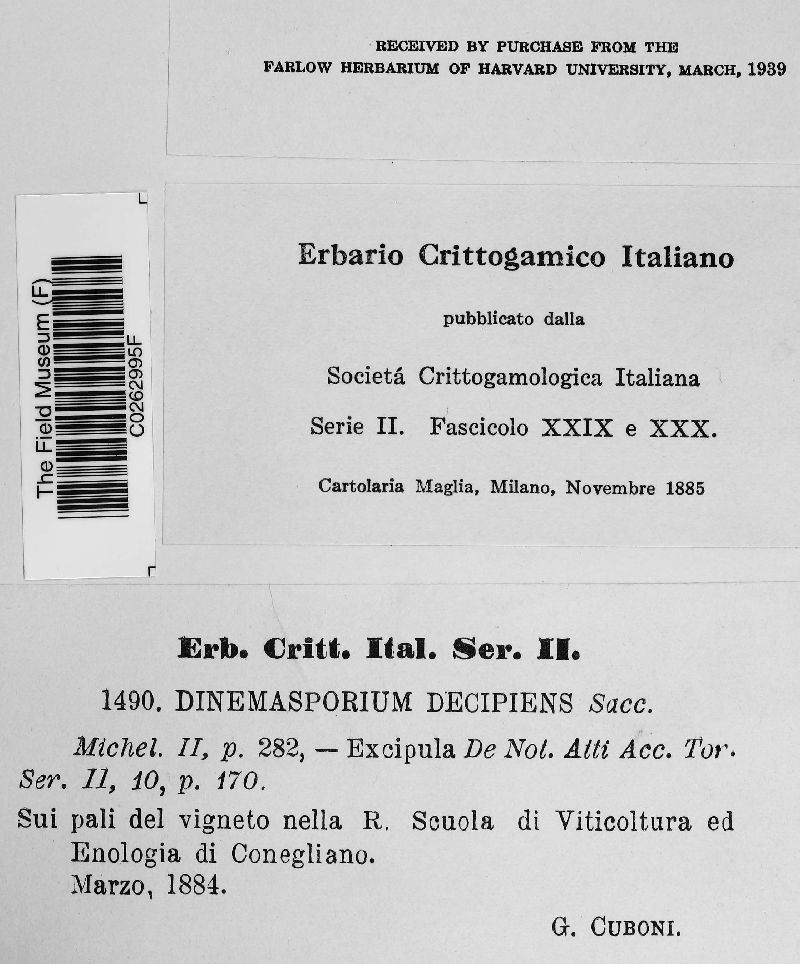 RECEIVED BY PURCHASE FROM THE
FARLOW HERBARIUM OF HARVARD UNIVERSITY, MARCH, 1939
The Field Museum (F)
C0262995F
Erbario Crittogamico Italiano
pubblicato dalla
Societá Crittogamologica Italiana
Serie II. Fascicolo XXIX e XXX.
Cartolaria Maglia, Milano, Novembre 1885
Erb. Critt. Ital. Ser. II.
1490. DINEMASPORIUM DECIPIENS Sacc.
Michel. II, p. 282, — Excipula De Not. Atti Acc. Tor.
Ser. II, 10, p. 170.
Sui pali del vigneto nella R. Scuola di Viticoltura ed
Enologia di Conegliano.
Marzo, 1884.
G. CUBONI.